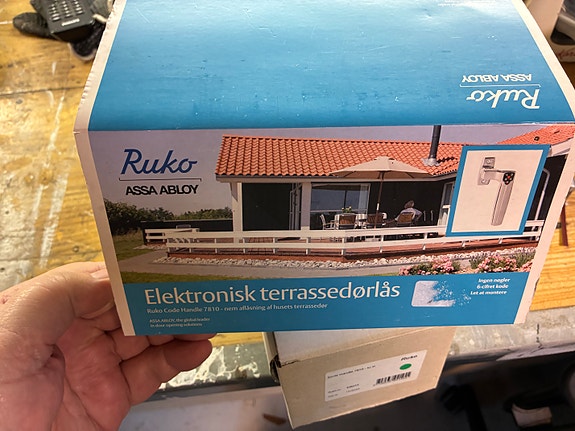 Ruko
ASSA ABLOY
Ruko
ASSA ABLOY
Elektronisk terrassedørlås
Ruko Code Handle 7810 - nem aflåsning af husets terrassedør
ASSA ABLOY, the global leader
in door opening solutions
Ingen nøgler
6-cifret kode
Let at montere
Ruko